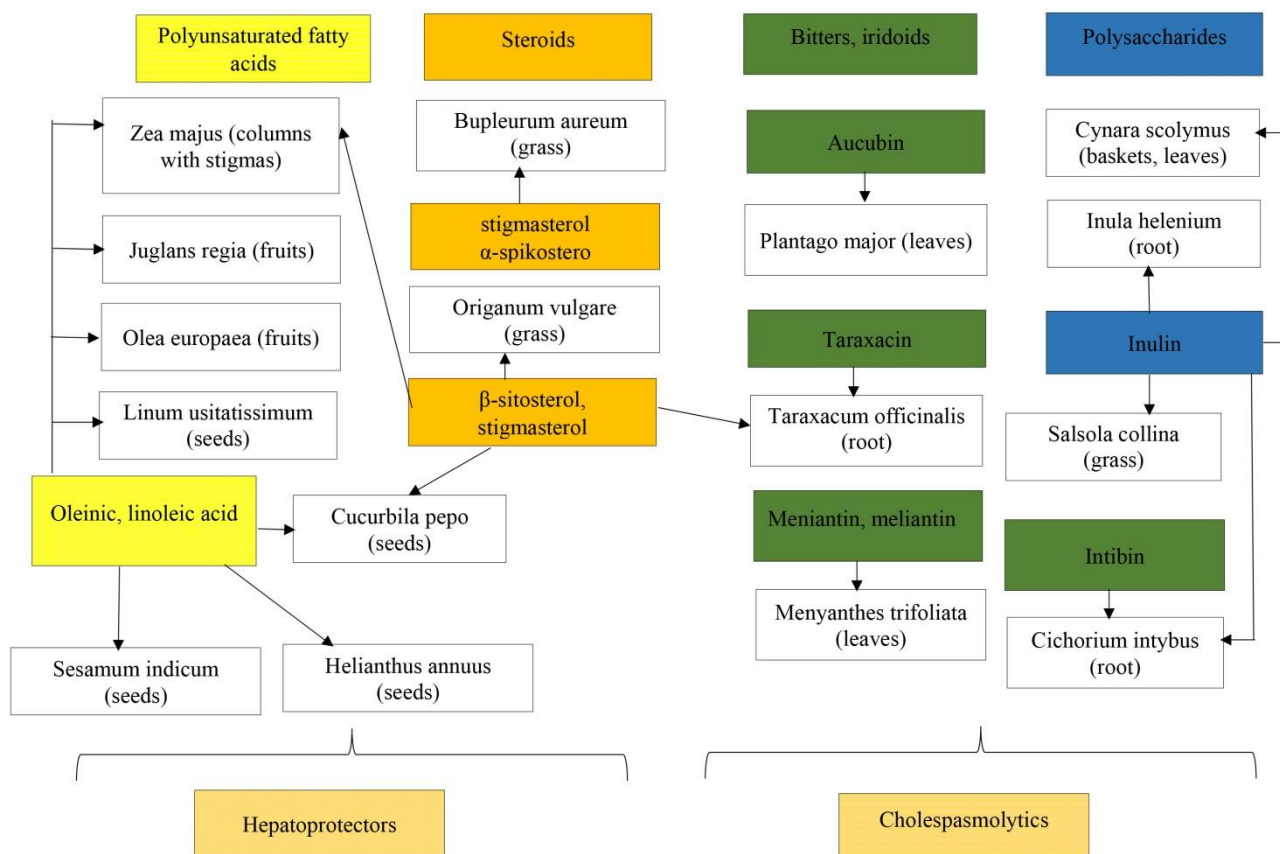 Polyunsaturated fatty
acids
Steroids
Bitters, iridoids
Polysaccharides
Zea majus (columns
with stigmas)
Bupleurum aureum
(grass)
Aucubin
Cynara scolymus
(baskets, leaves)
Juglans regia (fruits)
stigmasterol
α-spikostero
Plantago major (leaves)
Inula helenium
(root)
Olea europaea (fruits)
Origanum vulgare
(grass)
Taraxacin
Inulin
Linum usitatissimum
(seeds)
β-sitosterol,
stigmasterol
Taraxacum officinalis
(root)
Salsola collina
(grass)
Oleinic, linoleic acid
Cucurbila pepo
(seeds)
Meniantin, meliantin
Intibin
Sesamum indicum
(seeds)
Helianthus annuus
(seeds)
Menyanthes trifoliata
(leaves)
Cichorium intybus
(root)
Hepatoprotectors
Cholespasmolytics